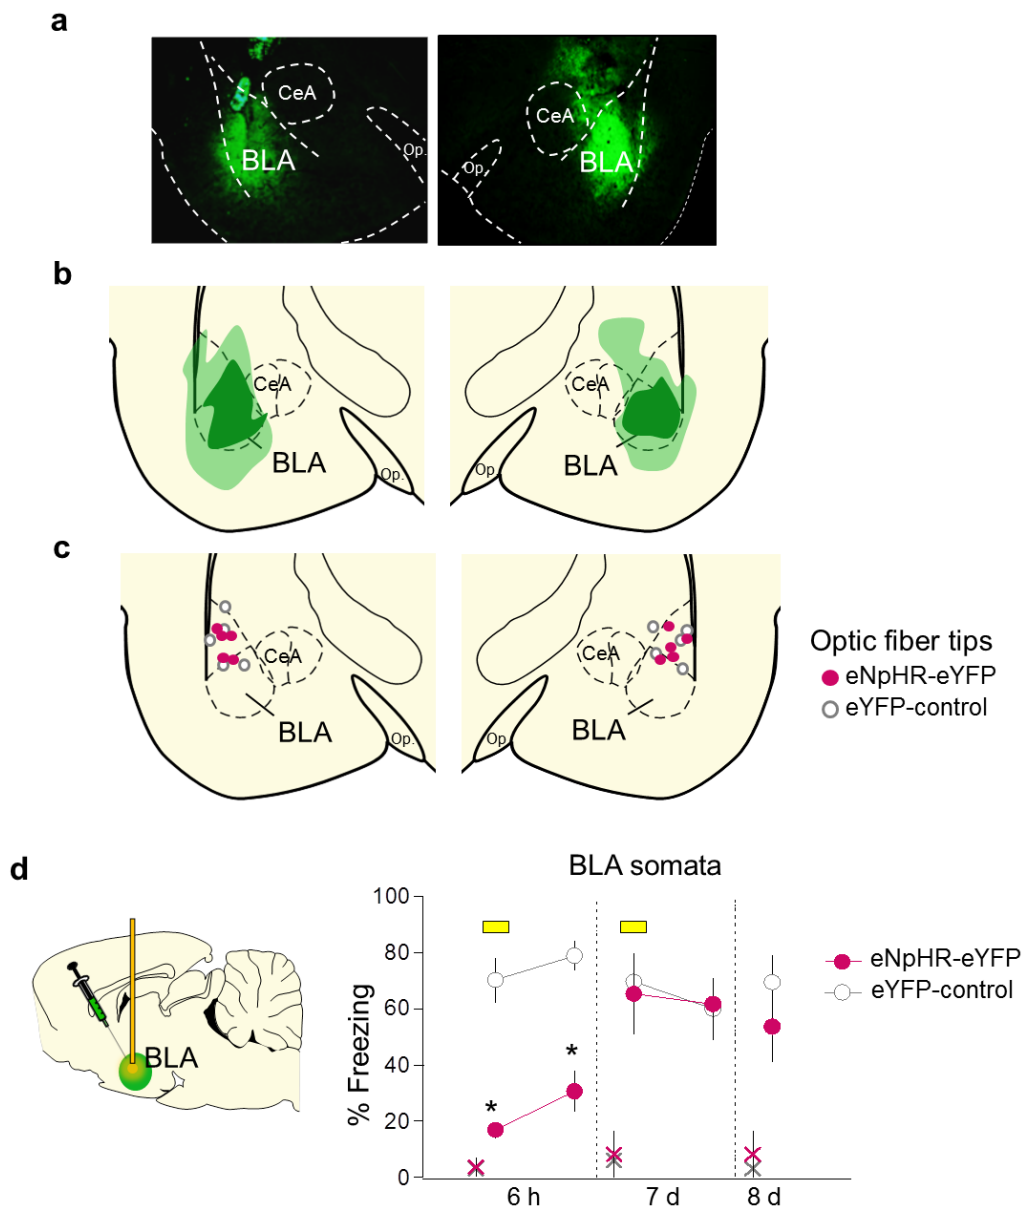 a
CeA
BLA
Op.
CeA
BLA
Op.
b
CeA
BLA
Op.
CeA
BLA
Op.
c
CeA
BLA
Op.
CeA
BLA
Op.
Optic fiber tips
eNpHR-eYFP
eYFP-control
d
BLA
BLA somata
% Freezing
100
80
60
40
20
0
*
*
6 h
7 d
8 d
eNpHR-eYFP
eYFP-control